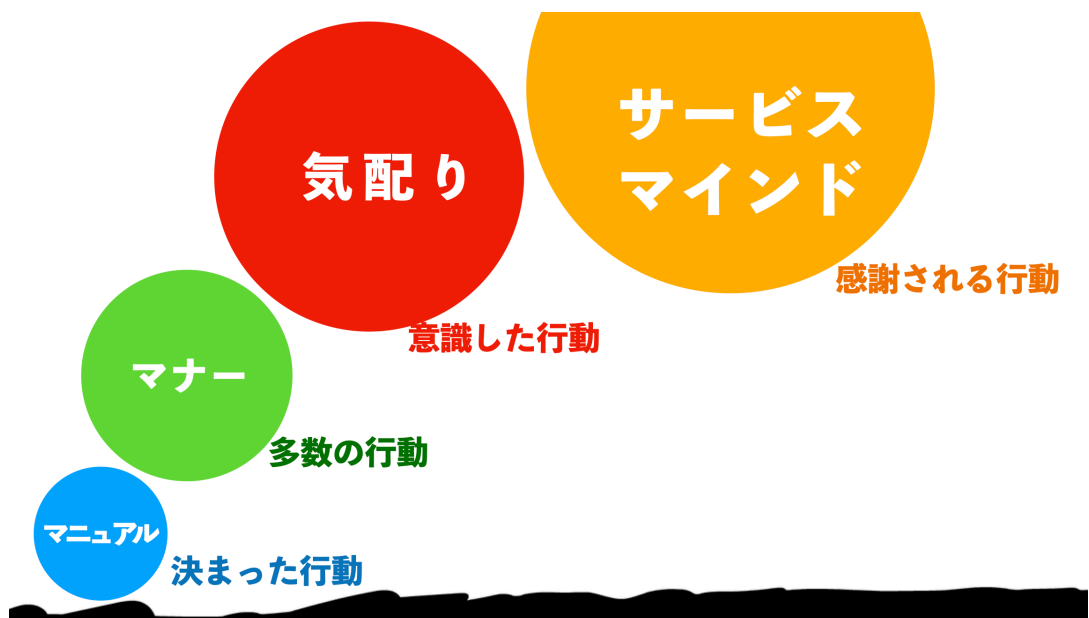 サービス
マインド
気配り
感謝される行動
意識した行動
マナー
多数の行動
マニュアル
決まった行動